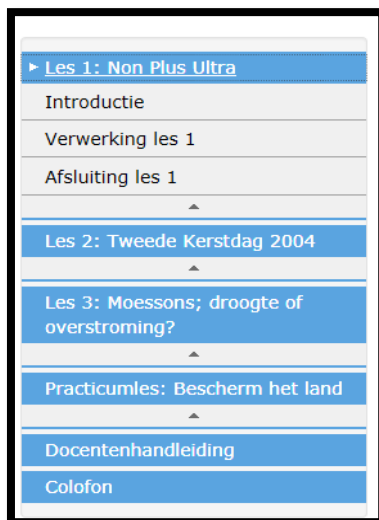 Les 1: Non Plus Ultra
Introductie
Verwerking les 1
Afsluiting les 1
Les 2: Tweede Kerstdag 2004
Les 3: Moessons; droogte of
overstroming?
Practicumles: Bescherm het land
Docentenhandleiding
Colofon